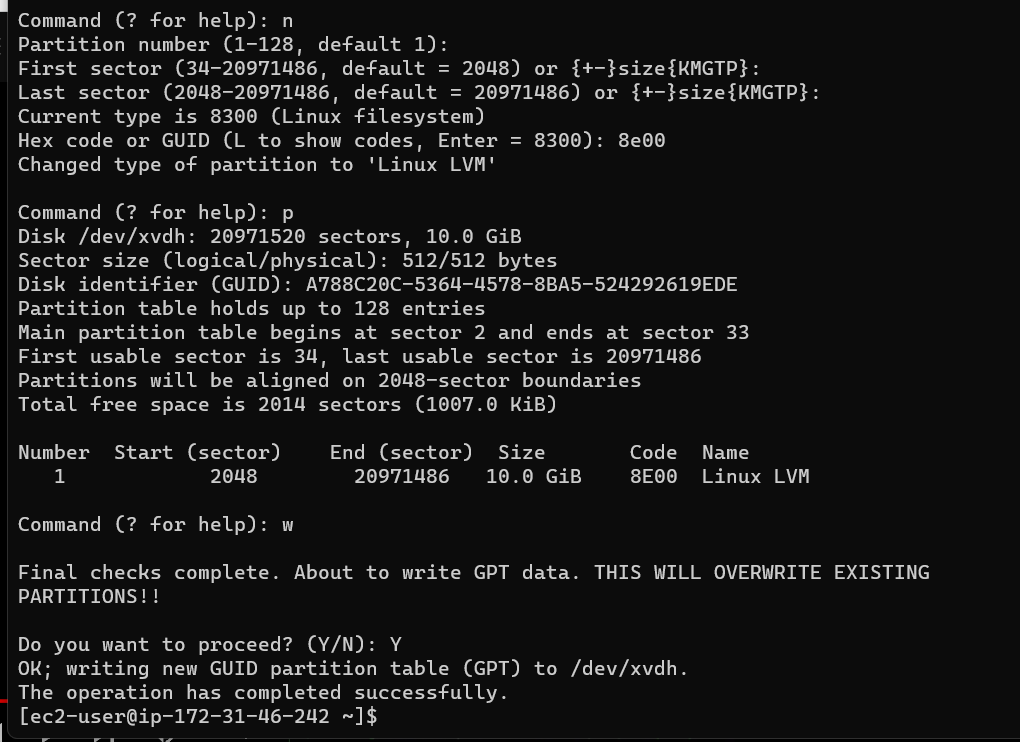 Command (? for help): n
Partition number (1-128, default 1):
First sector (34-20971486, default = 2048) or {+-}size{KMGTP}:
Last sector (2048-20971486, default = 20971486) or {+-}size{KMGTP}:
Current type is 8300 (Linux filesystem)
Hex code or GUID (L to show codes, Enter = 8300): 8e00
Changed type of partition to 'Linux LVM'

Command (? for help): p
Disk /dev/xvdh: 20971520 sectors, 10.0 GiB
Sector size (logical/physical): 512/512 bytes
Disk identifier (GUID): A788C20C-5364-4578-8BA5-524292619EDE
Partition table holds up to 128 entries
Main partition table begins at sector 2 and ends at sector 33
First usable sector is 34, last usable sector is 20971486
Partitions will be aligned on 2048-sector boundaries
Total free space is 2014 sectors (1007.0 KiB)

Number  Start (sector)    End (sector)  Size       Code  Name
   1            2048        20971486   10.0 GiB    8E00  Linux LVM

Command (? for help): w

Final checks complete. About to write GPT data. THIS WILL OVERWRITE EXISTING
PARTITIONS!!

Do you want to proceed? (Y/N): Y
OK; writing new GUID partition table (GPT) to /dev/xvdh.
The operation has completed successfully.
[ec2-user@ip-172-31-46-242 ~]$